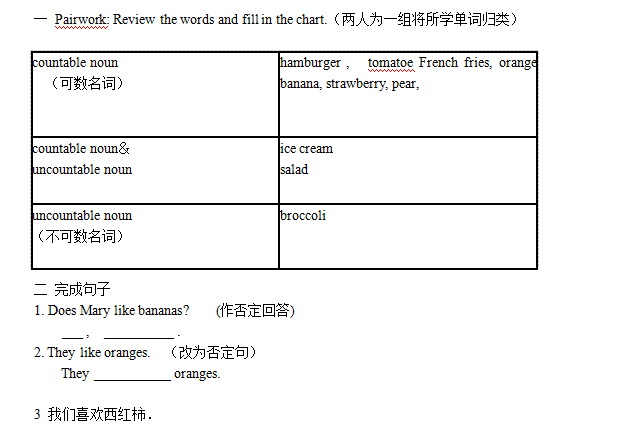 一 Pairwork: Review the words and fill in the chart.（两人为一组将所学单词归类）
countable noun
（可数名词）
hamburger , tomatoe French fries, orange
banana, strawberry, pear,
countable noun&
uncountable noun
ice cream
salad
uncountable noun
（不可数名词）
broccoli
二 完成句子
1. Does Mary like bananas? (作否定回答)
___ , __________ .
2. They like oranges. （改为否定句）
They ___________ oranges.
3 我们喜欢西红柿．